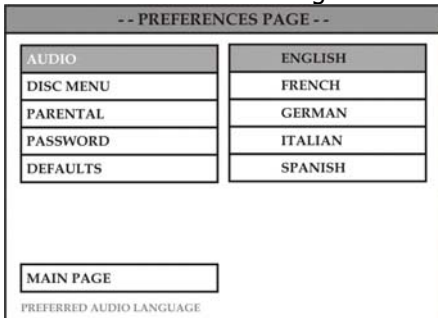 - - PREFERENCES PAGE - -
AUDIO
DISC MENU
PARENTAL
PASSWORD
DEFAULTS
ENGLISH
FRENCH
GERMAN
ITALIAN
SPANISH
MAIN PAGE
PREFERRED AUDIO LANGUAGE